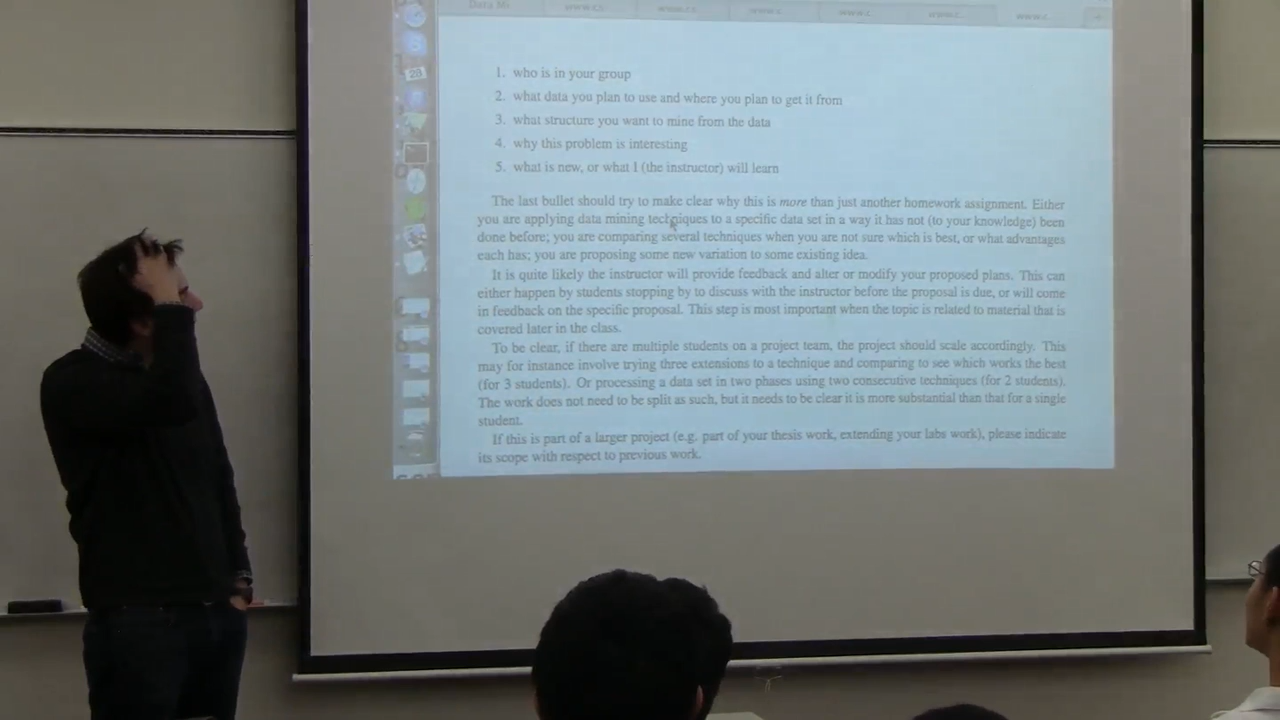 Data Mi
28
1. who is in your group
2. what data you plan to use and where you plan to get it from
3. what structure you want to mine from the data
4. why this problem is interesting
5. what is new, or what I (the instructor) will learn
The last bullet should try to make clear why this is more than just another homework assignment. Either
you are applying data mining techniques to a specific data set in a way it has not (to your knowledge) been
done before; you are comparing several techniques when you are not sure which is best, or what advantages
each has; you are proposing some new variation to some existing idea.
It is quite likely the instructor will provide feedback and alter or modify your proposed plans. This can
either happen by students stopping by to discuss with the instructor before the proposal is due, or will come
in feedback on the specific proposal. This step is most important when the topic is related to material that is
covered later in the class.
To be clear, if there are multiple students on a project team, the project should scale accordingly. This
may for instance involve trying three extensions to a technique and comparing to see which works the best
(for 3 students). Or processing a data set in two phases using two consecutive techniques (for 2 students).
The work does not need to be split as such, but it needs to be clear it is more substantial than that for a single
student.
If this is part of a larger project (e.g. part of your thesis work, extending your labs work), please indicate
its scope with respect to previous work.